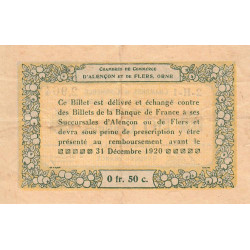 CHAMBRE DE COMMERCE
D'ALENÇON ET DE FLERS, ORNE
Ce Billet est délivré et échangé contre
des Billets de la Banque de France à ses
Succursales d'Alençon ou de Flers et
devra sous peine de prescription y être
présenté au remboursement avant le
31 Décembre 1920
0 fr. 50 c.